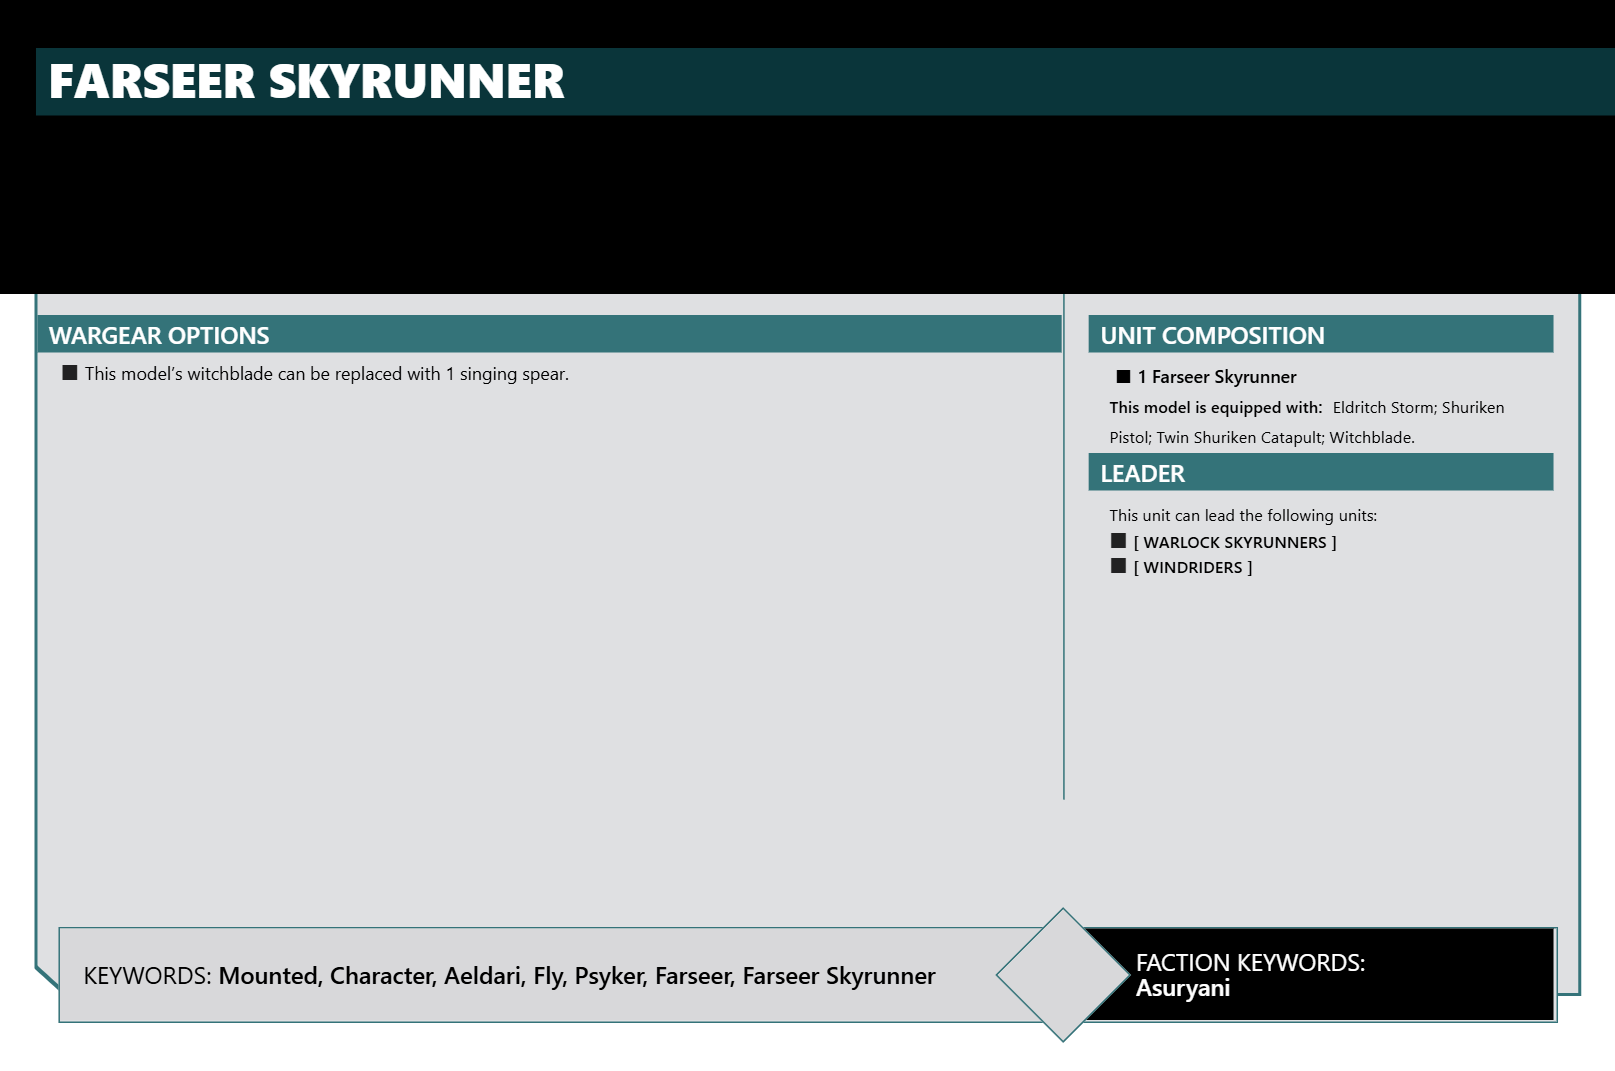 FARSEER SKYRUNNER
WARGEAR OPTIONS
■ This model’s witchblade can be replaced with 1 singing spear.
UNIT COMPOSITION
■ 1 Farseer Skyrunner
This model is equipped with: Eldritch Storm; Shuriken
Pistol; Twin Shuriken Catapult; Witchblade.
LEADER
This unit can lead the following units:
■ [ WARLOCK SKYRUNNERS ]
■ [ WINDRIDERS ]
KEYWORDS: Mounted, Character, Aeldari, Fly, Psyker, Farseer, Farseer Skyrunner
FACTION KEYWORDS:
Asuryani